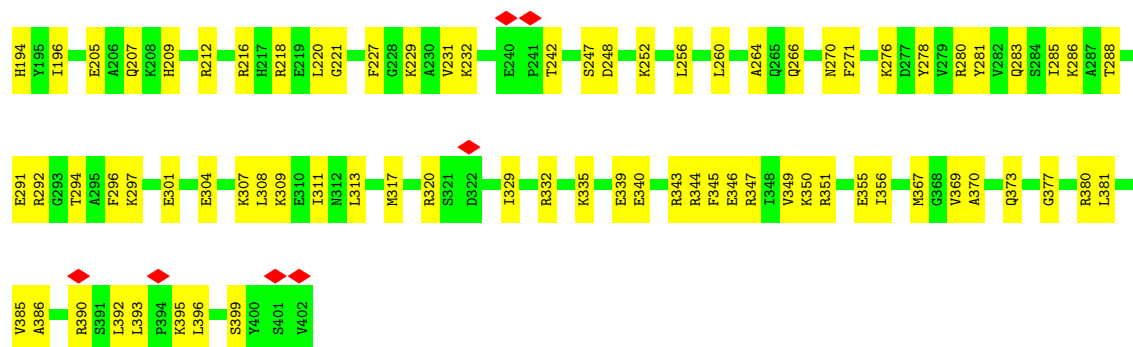 H194 Y195 I196 E205 A206 Q207 K208 H209 R212 R216 H217 R218 E219 L220 G221 F227 G228 K229 A230 V231 K232 E240 P241 T242 S247 D248 K252 L256 L260 A264 Q265 Q266 N270 F271 K276 D277 Y278 V279 R280 Y281 V282 Q283 S284 I285 K286 A287 T288
E291 R292 G293 T294 A295 F296 K297 E301 E304 K307 L308 K309 E310 I311 N312 L313 M317 R320 S321 D322 I329 R332 K335 E339 E340 R343 R344 F345 E346 R347 I348 V349 K350 R351 E355 I356 M367 G368 V369 A370 Q373 G377 R380 L381
V385 A386 R390 S391 L392 L393 P394 K395 L396 S399 Y400 S401 V402